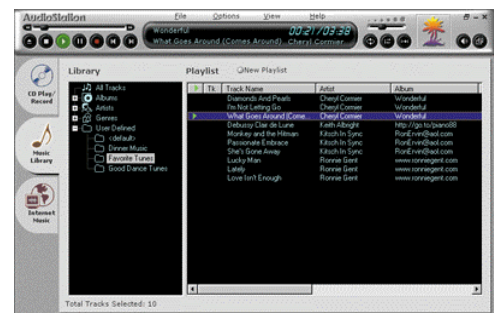 AudioStation
File Options View Help
Wonderful 00:21/03:38
What Goes Around (Comes Around) ..Cheryl Cormier
CD Play/
Record
Music
Library
Internet
Music
Library
All Tracks
Albums
Artists
Genres
User Defined
<default>
Dinner Music
Favorite Tunes
Good Dance Tunes
Playlist New Playlist
Tk Track Name Artist Album
Diamonds And Pearls Cheryl Cormier Wonderful
I'm Not Letting Go Cheryl Cormier Wonderful
What Goes Around (Come... Cheryl Cormier Wonderful
Debussy Clair de Lune Keith Albright http://go.to/piano88
Monkey and the Hitman Kitsch In Sync RonErvin@aol.com
Passionate Embrace Kitsch In Sync RonErvin@aol.com
She's Gone Away Kitsch In Sync RonErvin@aol.com
Lucky Man Ronnie Gent www.ronniegent.com
Lately Ronnie Gent www.ronniegent.com
Love Isn't Enough Ronnie Gent www.ronniegent.com
Total Tracks Selected: 10